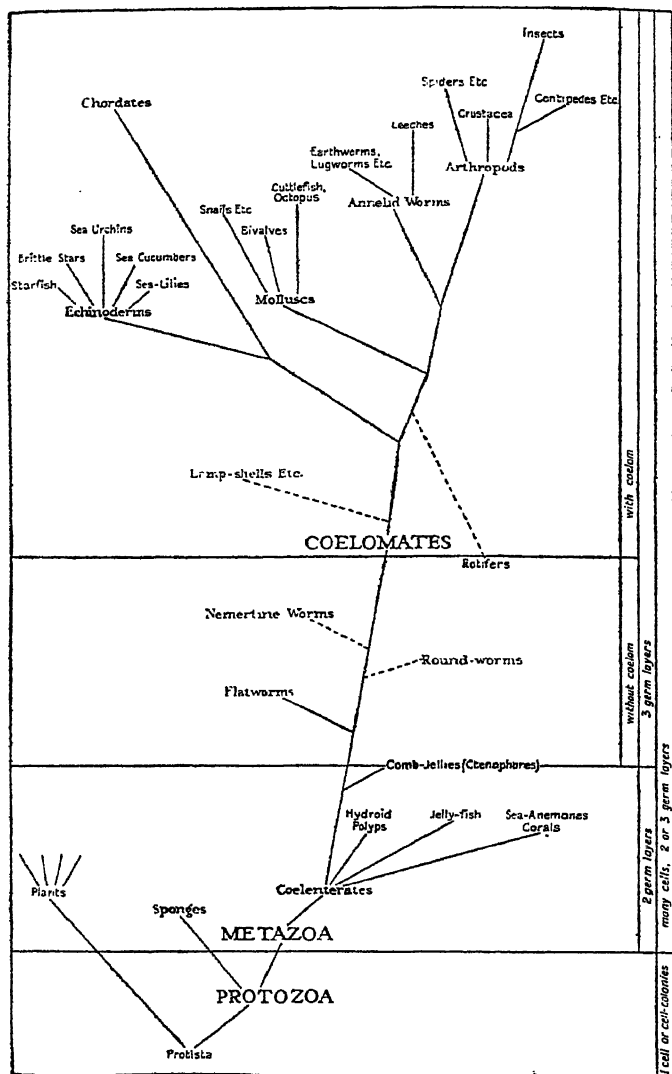 Insects
Spiders Etc
Chordates
Centipedes Etc
Crustacea
Leeches
Earthworms,
Lugworms Etc.
Arthropods
Cuttlefish,
Octopus
Annelid Worms
Snails Etc
Sea Urchins
Bivalves
Brittle Stars
Sea Cucumbers
Starfish
Sea-Lilies
Molluscs
Echinoderms
Lamp-shells Etc.
with coelom
COELOMATES
Rotifers
Nemertine Worms
Round-worms
Flatworms
without coelom
3 germ layers
Comb-Jellies (Ctenophores)
Hydroid
Polyps
Jelly-fish
Sea-Anemones
Corals
Plants
Coelenterates
2 germ layers
many cells, 2 or 3 germ layers
Sponges
METAZOA
PROTOZOA
Protista
1 cell or cell-colonies